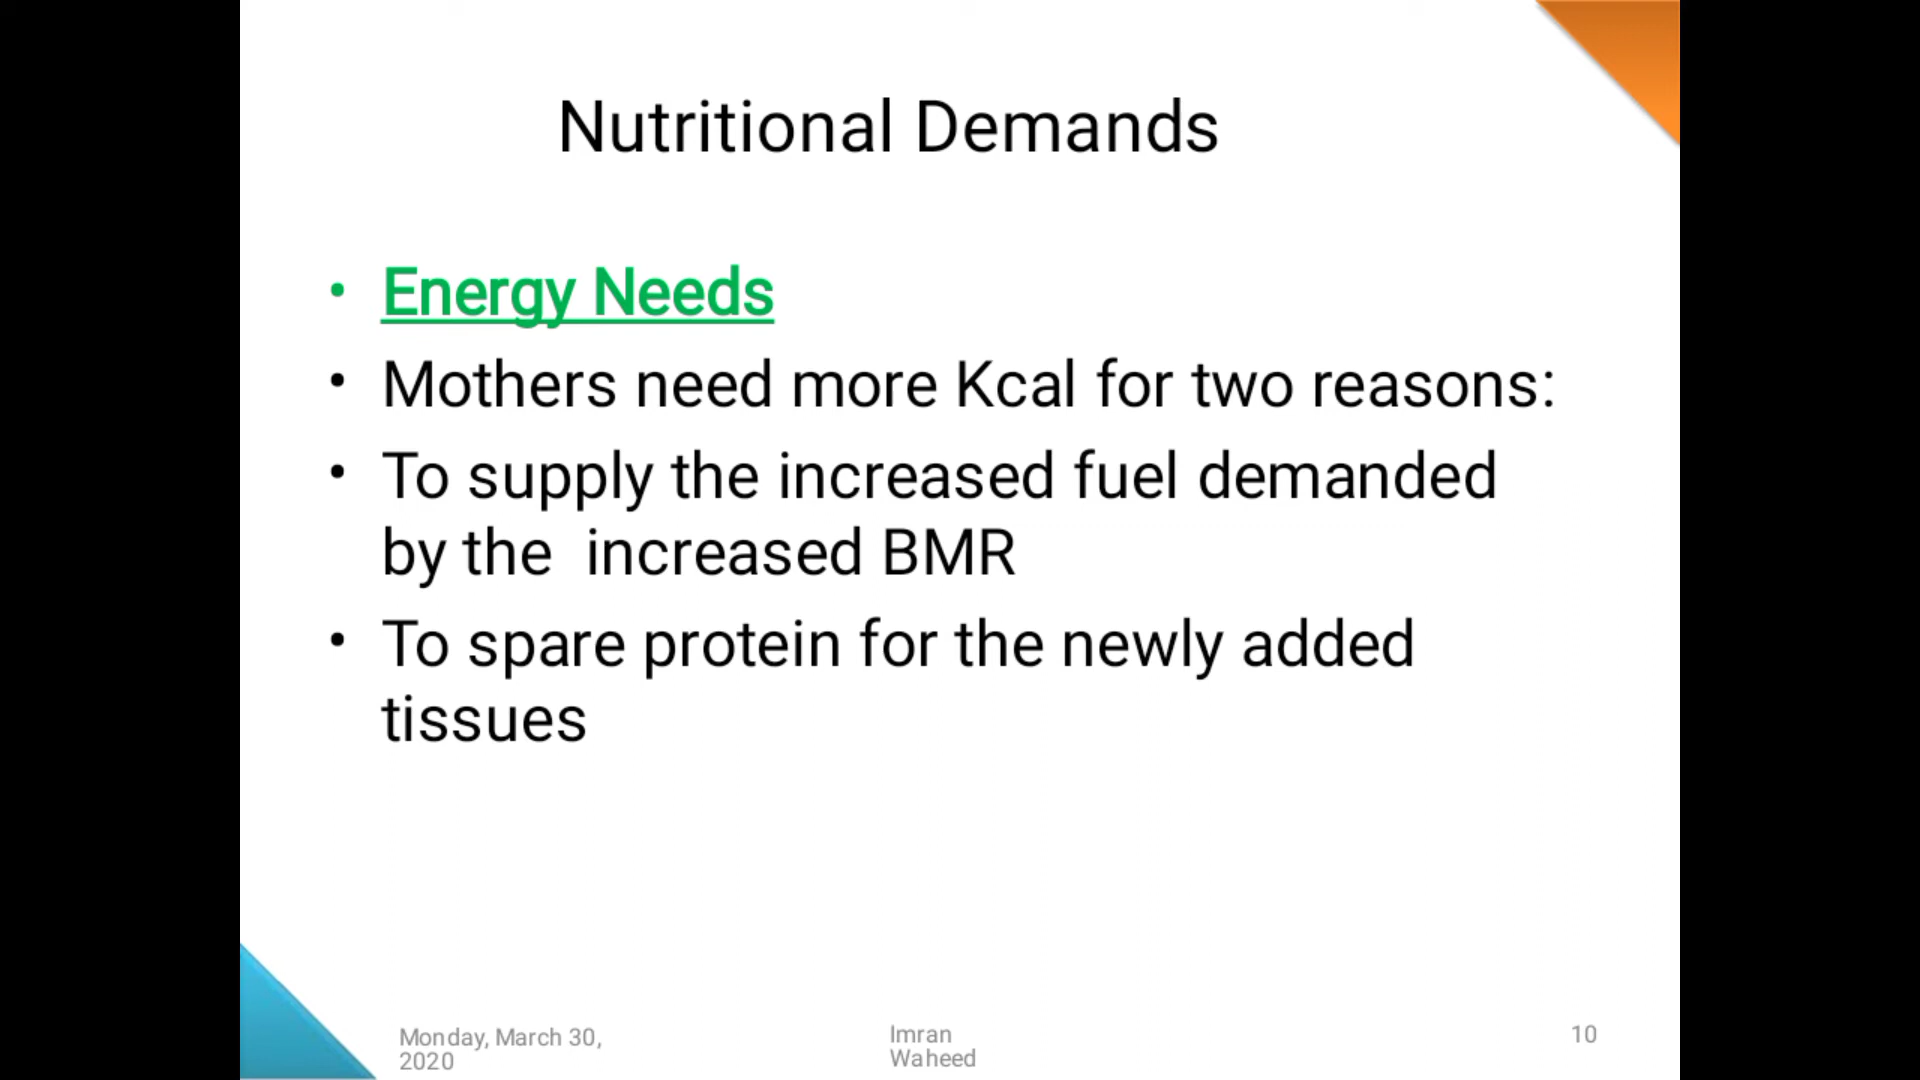 Nutritional Demands
• Energy Needs
• Mothers need more Kcal for two reasons:
• To supply the increased fuel demanded
by the  increased BMR
• To spare protein for the newly added
tissues
Monday, March 30,
2020
Imran
Waheed
10